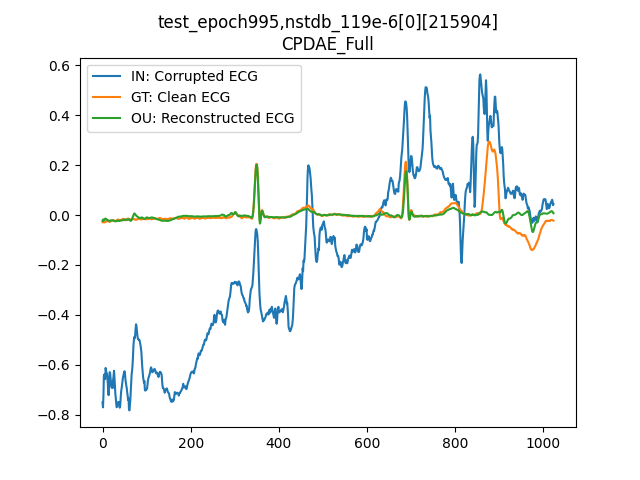 test_epoch995,nstdb_119e-6[0][215904]
CPDAE_Full
IN: Corrupted ECG
GT: Clean ECG
OU: Reconstructed ECG
0.6
0.4
0.2
0.0
−0.2
−0.4
−0.6
−0.8
0 200 400 600 800 1000